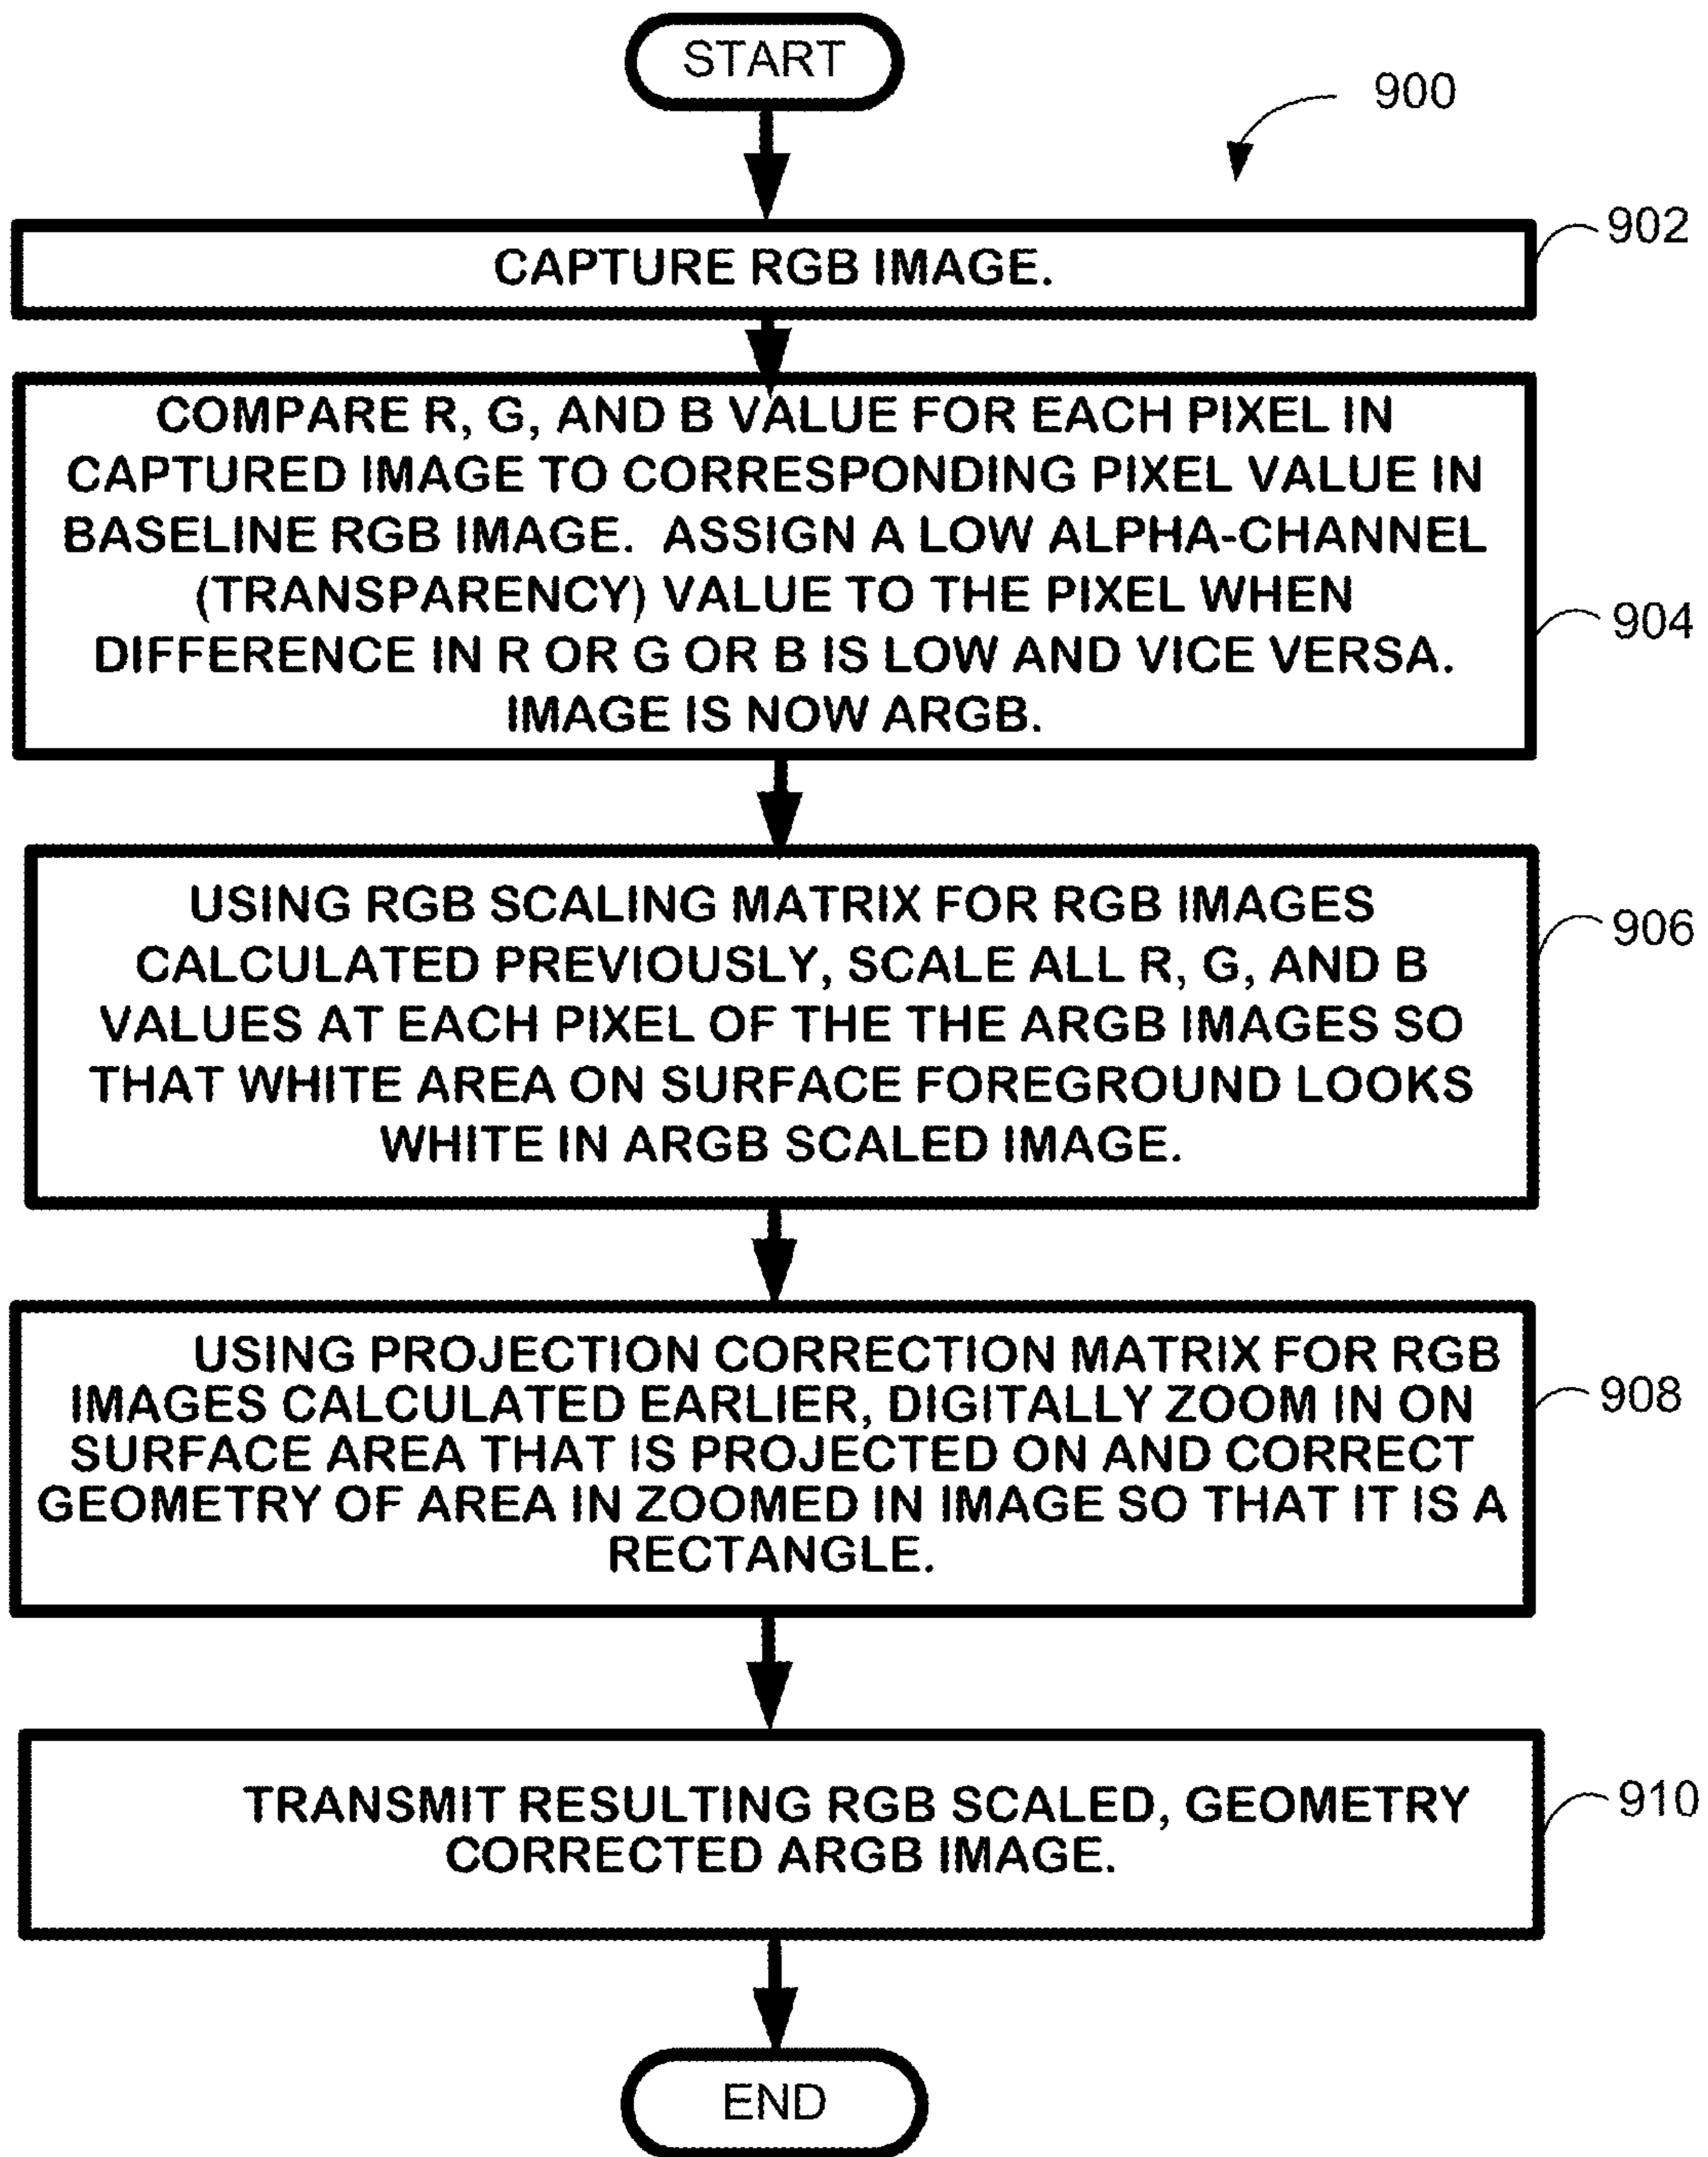 START
900
CAPTURE RGB IMAGE.
902
COMPARE R, G, AND B VALUE FOR EACH PIXEL IN
CAPTURED IMAGE TO CORRESPONDING PIXEL VALUE IN
BASELINE RGB IMAGE.  ASSIGN A LOW ALPHA-CHANNEL
(TRANSPARENCY) VALUE TO THE PIXEL WHEN
DIFFERENCE IN R OR G OR B IS LOW AND VICE VERSA.
IMAGE IS NOW ARGB.
904
USING RGB SCALING MATRIX FOR RGB IMAGES
CALCULATED PREVIOUSLY, SCALE ALL R, G, AND B
VALUES AT EACH PIXEL OF THE THE ARGB IMAGES SO
THAT WHITE AREA ON SURFACE FOREGROUND LOOKS
WHITE IN ARGB SCALED IMAGE.
906
USING PROJECTION CORRECTION MATRIX FOR RGB
IMAGES CALCULATED EARLIER, DIGITALLY ZOOM IN ON
SURFACE AREA THAT IS PROJECTED ON AND CORRECT
GEOMETRY OF AREA IN ZOOMED IN IMAGE SO THAT IT IS A
RECTANGLE.
908
TRANSMIT RESULTING RGB SCALED, GEOMETRY
CORRECTED ARGB IMAGE.
910
END